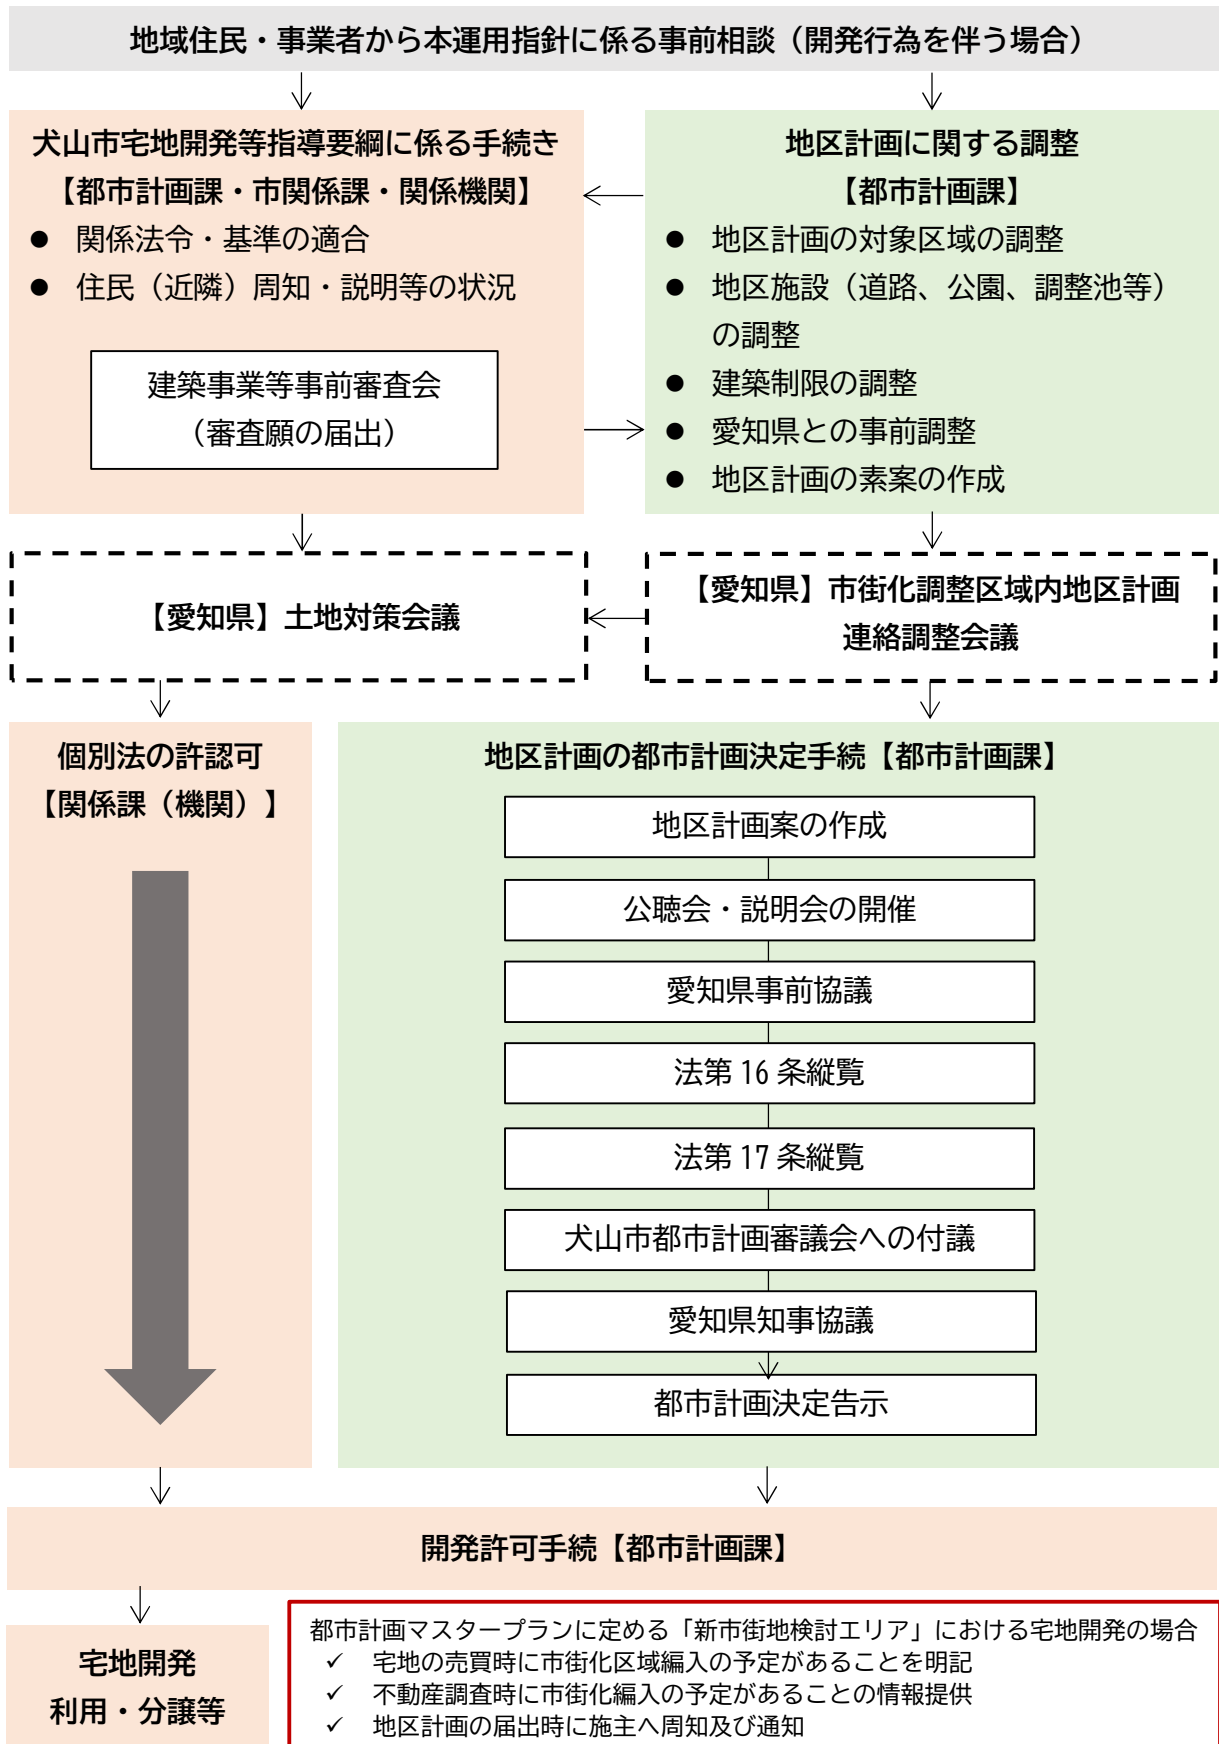 地域住民・事業者から本運用指針に係る事前相談（開発行為を伴う場合）
犬山市宅地開発等指導要綱に係る手続き
【都市計画課・市関係課・関係機関】
● 関係法令・基準の適合
● 住民（近隣）周知・説明等の状況
建築事業等事前審査会
（審査願の届出）
地区計画に関する調整
【都市計画課】
● 地区計画の対象区域の調整
● 地区施設（道路、公園、調整池等）
の調整
● 建築制限の調整
● 愛知県との事前調整
● 地区計画の素案の作成
【愛知県】土地対策会議
【愛知県】市街化調整区域内地区計画
連絡調整会議
個別法の許認可
【関係課（機関）】
地区計画の都市計画決定手続【都市計画課】
地区計画案の作成
公聴会・説明会の開催
愛知県事前協議
法第 16 条縦覧
法第 17 条縦覧
犬山市都市計画審議会への付議
愛知県知事協議
都市計画決定告示
開発許可手続【都市計画課】
宅地開発
利用・分譲等
都市計画マスタープランに定める「新市街地検討エリア」における宅地開発の場合
✓ 宅地の売買時に市街化区域編入の予定があることを明記
✓ 不動産調査時に市街化編入の予定があることの情報提供
✓ 地区計画の届出時に施主へ周知及び通知